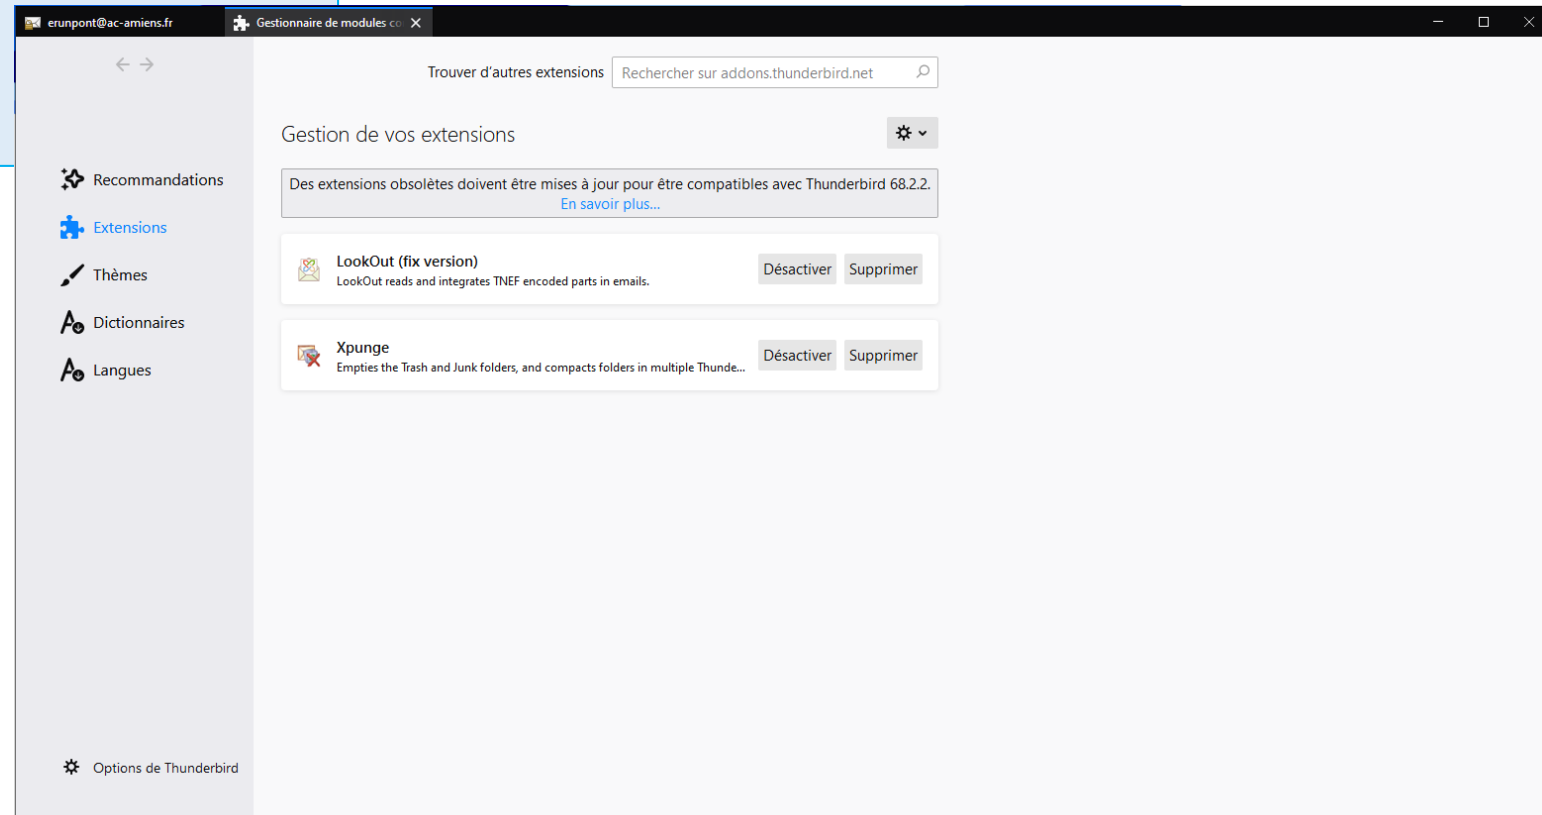 erunpont@ac-amiens.fr
Gestionnaire de modules co
Trouver d'autres extensions
Rechercher sur addons.thunderbird.net
Gestion de vos extensions
Recommandations
Extensions
Thèmes
Dictionnaires
Langues
Des extensions obsolètes doivent être mises à jour pour être compatibles avec Thunderbird 68.2.2.
En savoir plus...
LookOut (fix version)
LookOut reads and integrates TNEF encoded parts in emails.
Désactiver
Supprimer
Xpunge
Empties the Trash and Junk folders, and compacts folders in multiple Thunde...
Désactiver
Supprimer
Options de Thunderbird